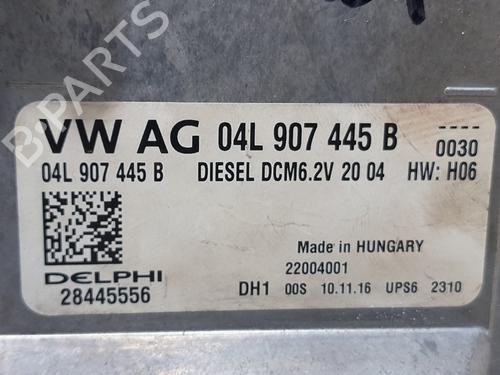 VW AG 04L 907 445 B
----
0030
04L 907 445 B DIESEL DCM6.2V 20 04 HW: H06
Made in HUNGARY
22004001
DELPHI
28445556
DH1 00S 10.11.16 UPS6 2310
B-PARTS